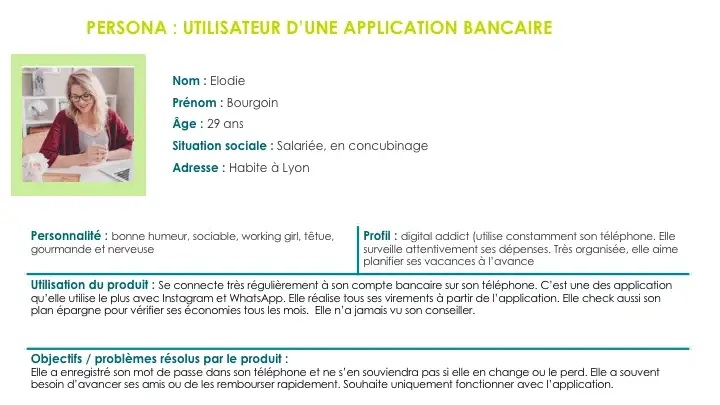 PERSONA : UTILISATEUR D’UNE APPLICATION BANCAIRE
Nom : Elodie
Prénom : Bourgoin
Âge : 29 ans
Situation sociale : Salariée, en concubinage
Adresse : Habite à Lyon
Personnalité : bonne humeur, sociable, working girl, têtue,
gourmande et nerveuse
Profil : digital addict (utilise constamment son téléphone. Elle
surveille attentivement ses dépenses. Très organisée, elle aime
planifier ses vacances à l’avance
Utilisation du produit : Se connecte très régulièrement à son compte bancaire sur son téléphone. C’est une des application
qu’elle utilise le plus avec Instagram et WhatsApp. Elle réalise tous ses virements à partir de l’application. Elle check aussi son
plan épargne pour vérifier ses économies tous les mois. Elle n’a jamais vu son conseiller.
Objectifs / problèmes résolus par le produit :
Elle a enregistré son mot de passe dans son téléphone et ne s’en souviendra pas si elle en change ou le perd. Elle a souvent
besoin d’avancer ses amis ou de les rembourser rapidement. Souhaite uniquement fonctionner avec l’application.